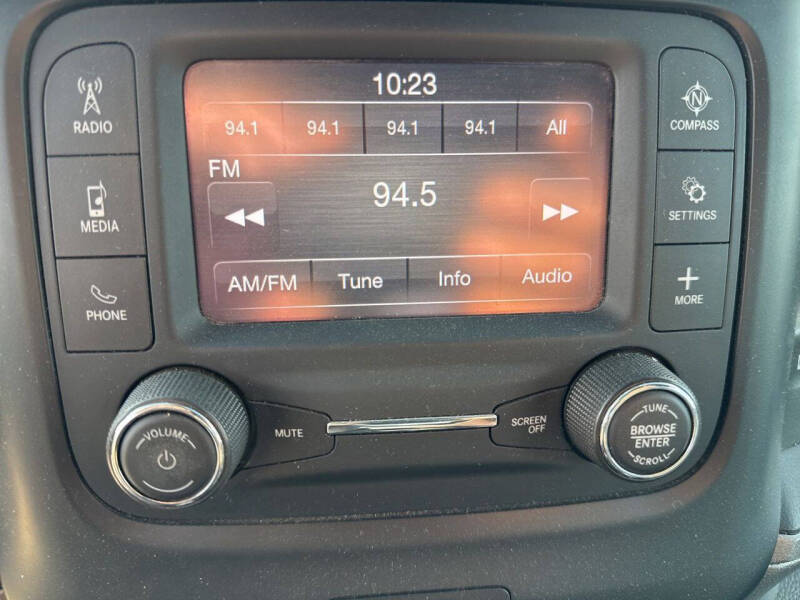 10:23
94.1 94.1 94.1 94.1 All
FM
94.5
AM/FM Tune Info Audio
RADIO
MEDIA
PHONE
N
COMPASS
SETTINGS
MORE
VOLUME
MUTE
SCREEN
OFF
TUNE
BROWSE
ENTER
SCROLL